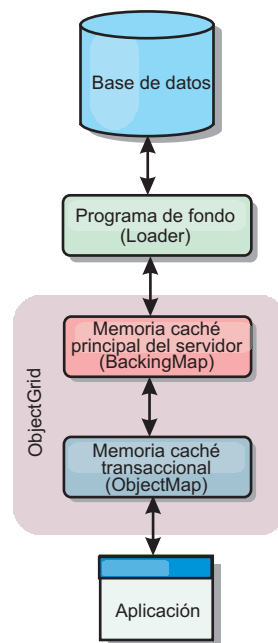 Base de datos
Programa de fondo
(Loader)
ObjectGrid
Memoria caché
principal del servidor
(BackingMap)
Memoria caché
transaccional
(ObjectMap)
Aplicación